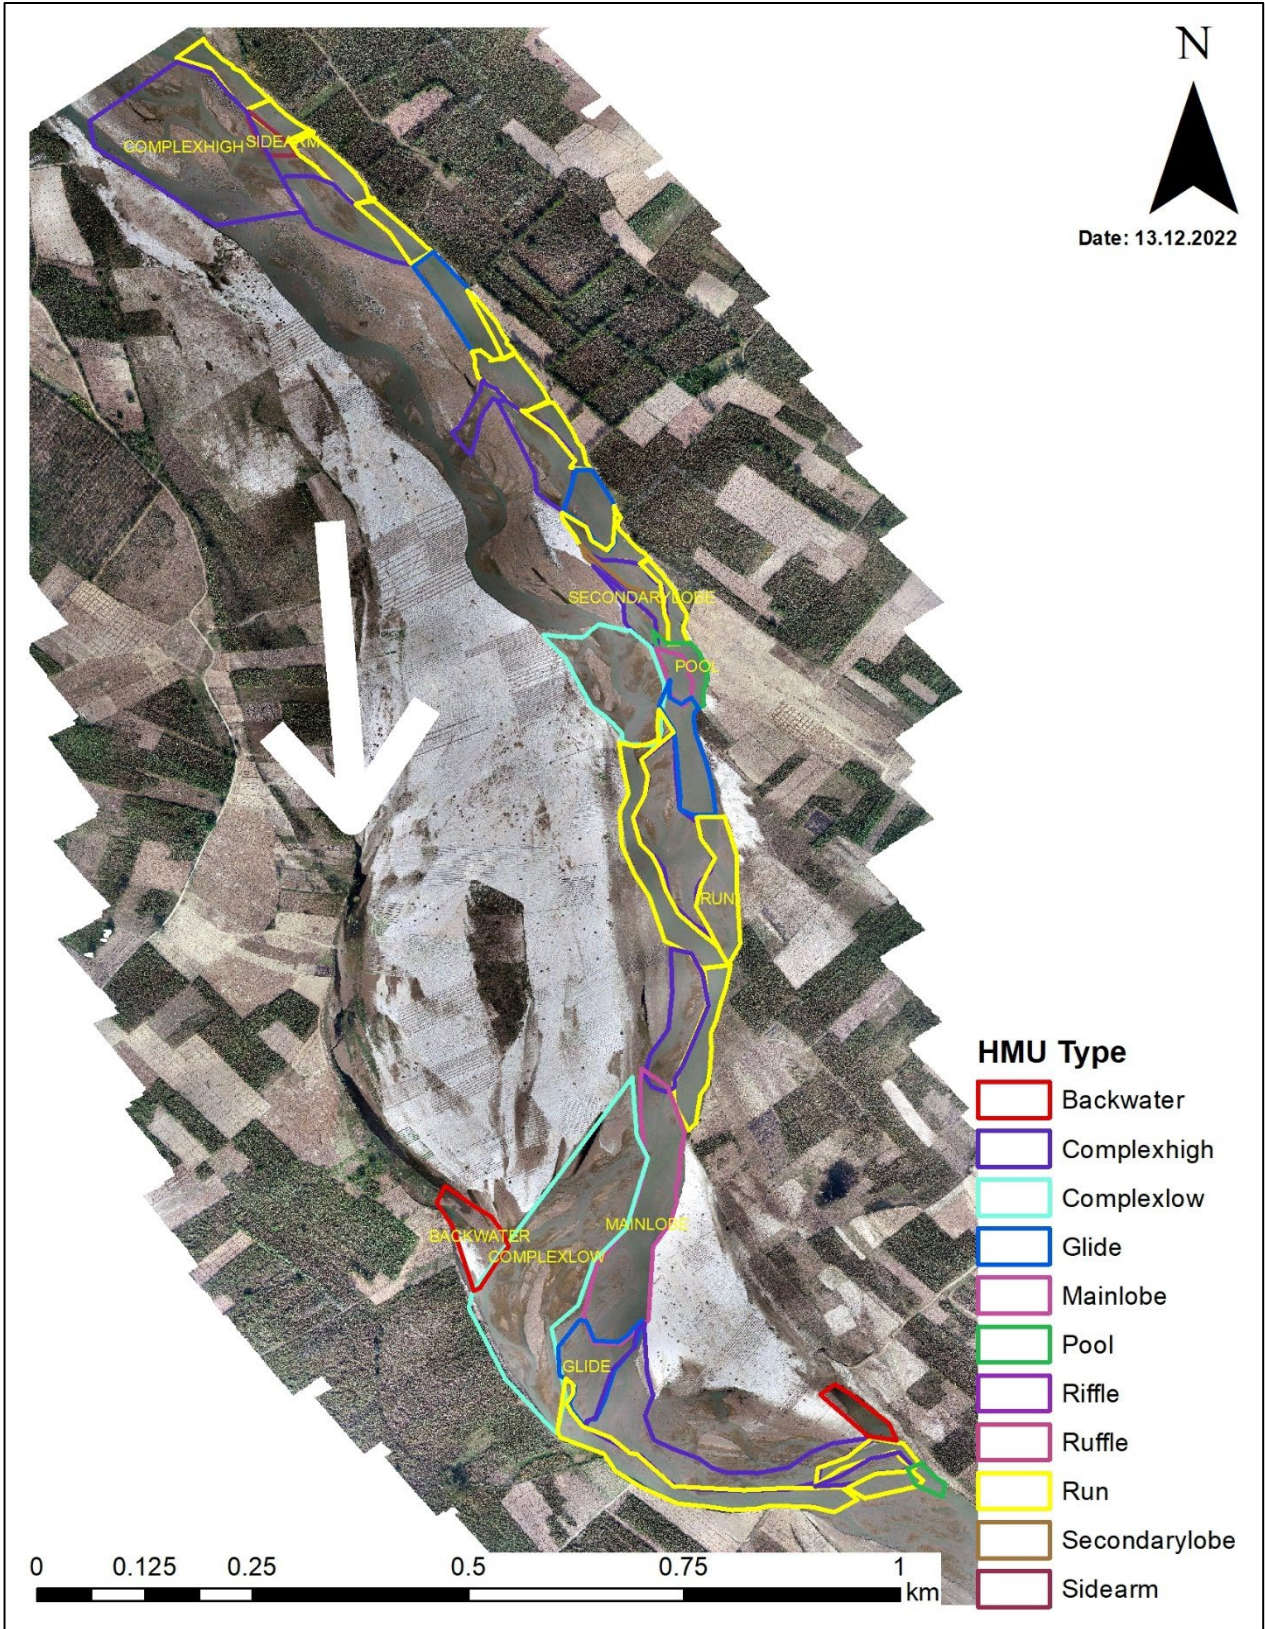 N
Date: 13.12.2022
COMPLEXHIGH
SIDEARM
SECONDARYLOBE
POOL
RUN
MAINLOBE
BACKWATER
COMPLEXLOW
GLIDE
HMU Type
Backwater
Complexhigh
Complexlow
Glide
Mainlobe
Pool
Riffle
Ruffle
Run
Secondarylobe
Sidearm
0 0.125 0.25 0.5 0.75 1
km